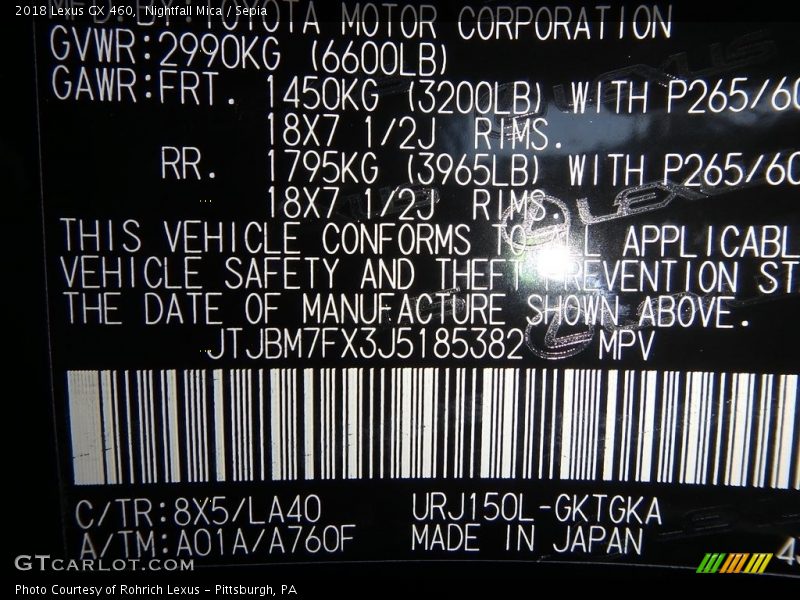 2018 Lexus GX 460, Nightfall Mica / Sepia
MFD. BY: TOYOTA MOTOR CORPORATION
GVWR:2990KG (6600LB)
GAWR:FRT. 1450KG (3200LB) WITH P265/60
18X7 1/2J RIMS.
RR. 1795KG (3965LB) WITH P265/60
18X7 1/2J RIMS
THIS VEHICLE CONFORMS TO ALL APPLICABL
VEHICLE SAFETY AND THEFT PREVENTION ST
THE DATE OF MANUFACTURE SHOWN ABOVE.
JTJBM7FX3J5185382 MPV
C/TR:8X5/LA40 URJ150L-GKTGKA
A/TM:A01A/A760F MADE IN JAPAN
GTCARLOT.COM
Photo Courtesy of Rohrich Lexus - Pittsburgh, PA